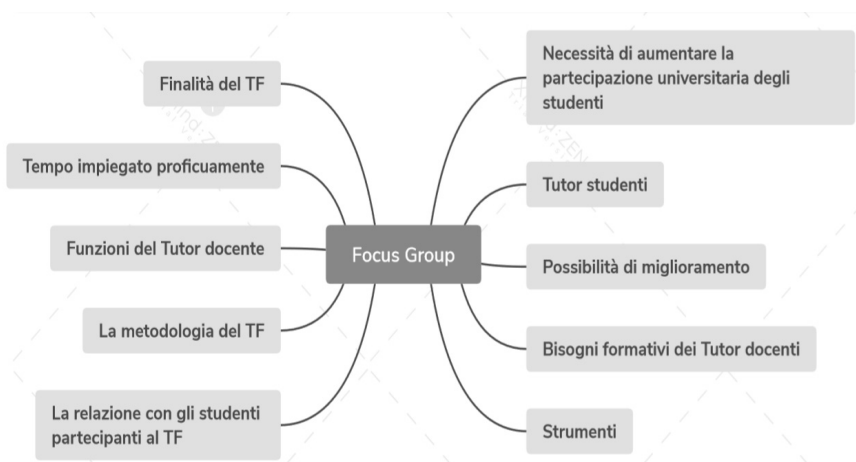 Finalità del TF
Tempo impiegato proficuamente
Funzioni del Tutor docente
La metodologia del TF
La relazione con gli studenti
partecipanti al TF
Focus Group
Necessità di aumentare la
partecipazione universitaria degli
studenti
Tutor studenti
Possibilità di miglioramento
Bisogni formativi dei Tutor docenti
Strumenti